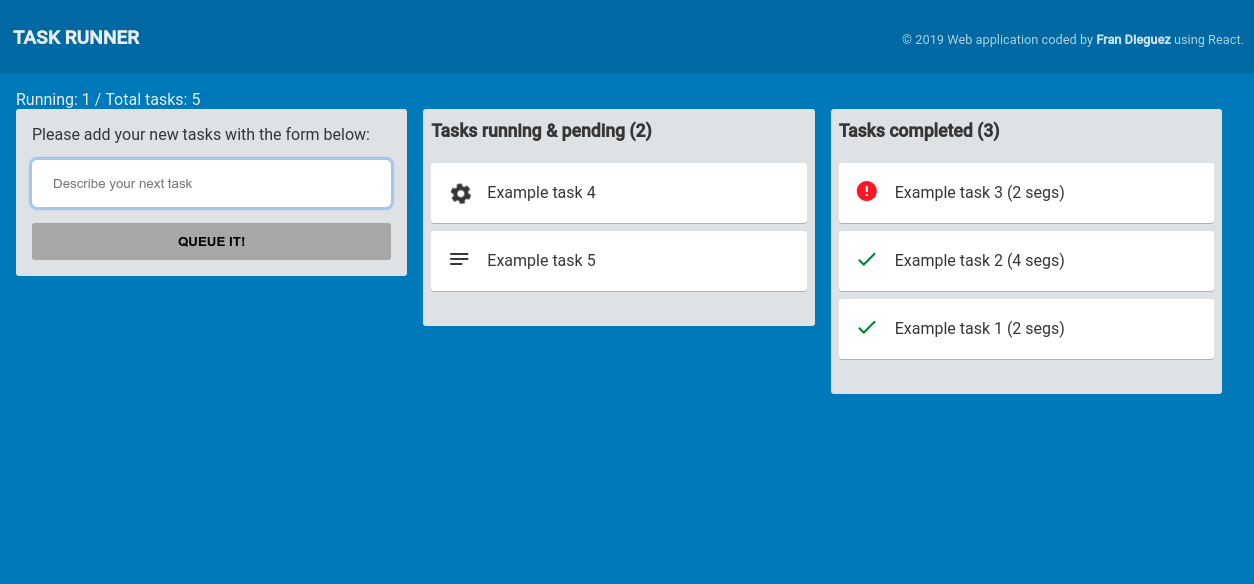 TASK RUNNER
© 2019 Web application coded by Fran Dieguez using React.
Running: 1 / Total tasks: 5
Please add your new tasks with the form below:
Describe your next task
QUEUE IT!
Tasks running & pending (2)
Example task 4
Example task 5
Tasks completed (3)
Example task 3 (2 segs)
Example task 2 (4 segs)
Example task 1 (2 segs)